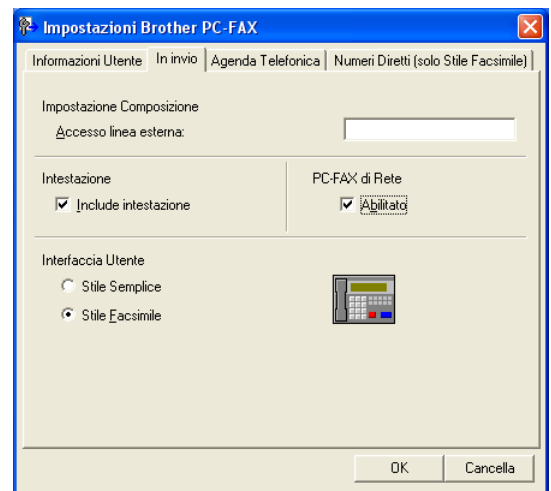 Impostazioni Brother PC-FAX
Informazioni Utente In invio Agenda Telefonica Numeri Diretti (solo Stile Facsimile)
Impostazione Composizione
Accesso linea esterna:
Intestazione PC-FAX di Rete
Include intestazione Abilitato
Interfaccia Utente
Stile Semplice
Stile Facsimile
OK Cancella